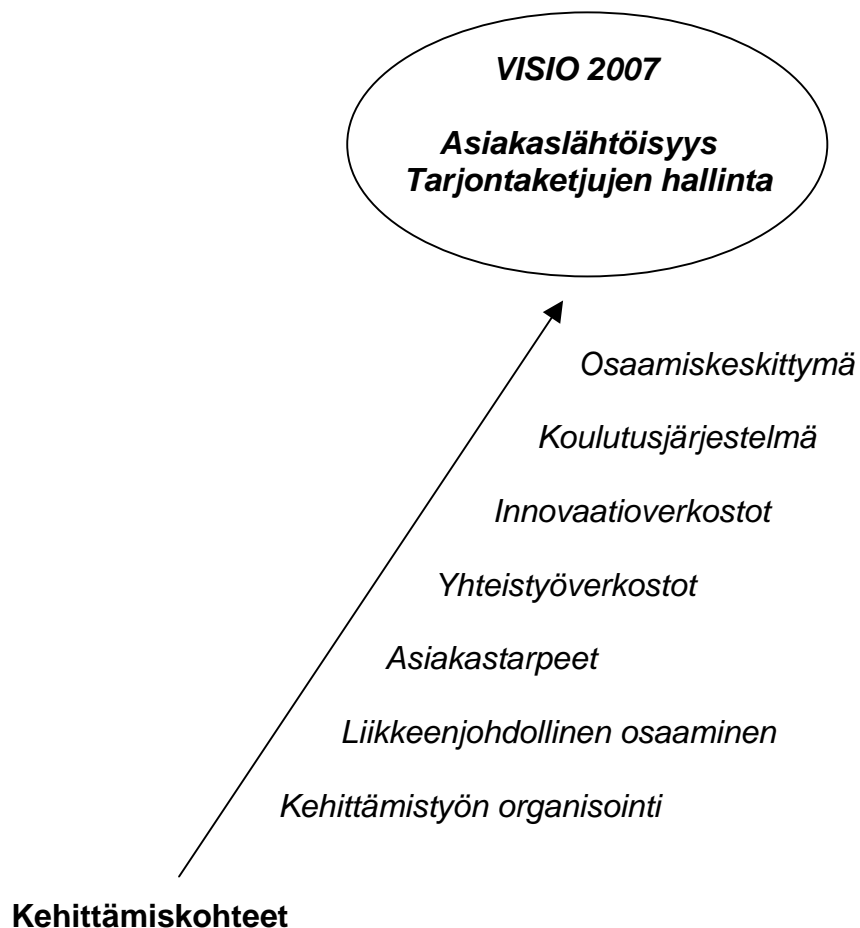 VISIO 2007
Asiakaslähtöisyys
Tarjontaketjujen hallinta
Osaamiskeskittymä
Koulutusjärjestelmä
Innovaatioverkostot
Yhteistyöverkostot
Asiakastarpeet
Liikkeenjohdollinen osaaminen
Kehittämistyön organisointi
Kehittämiskohteet